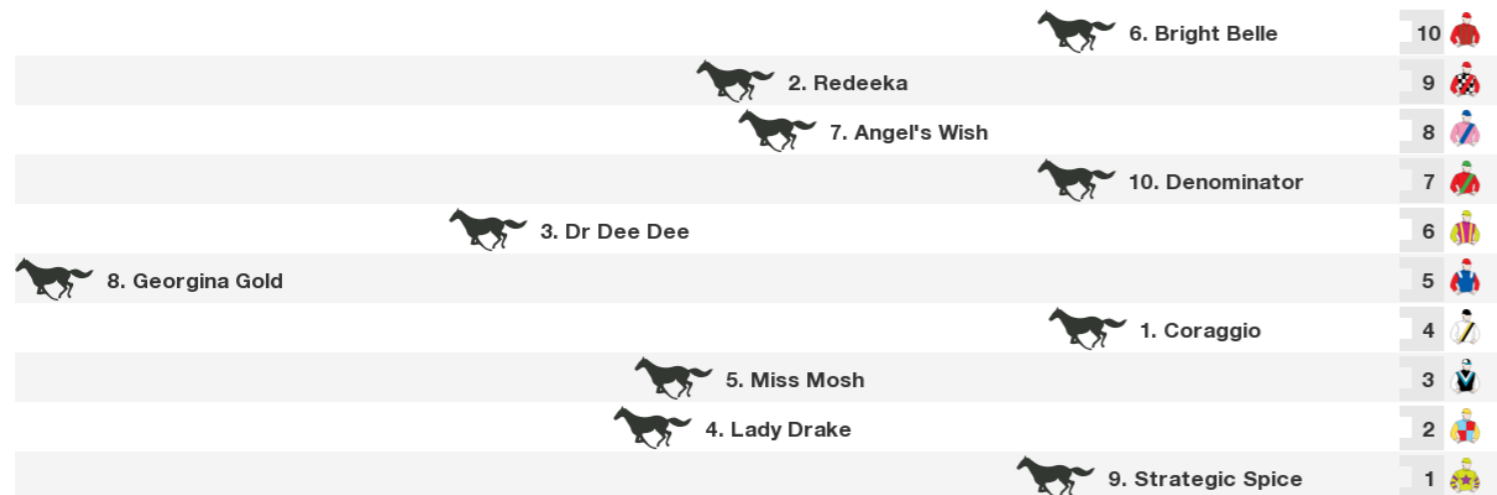 6. Bright Belle 10
2. Redeeka 9
7. Angel's Wish 8
10. Denominator 7
3. Dr Dee Dee 6
8. Georgina Gold 5
1. Coraggio 4
5. Miss Mosh 3
4. Lady Drake 2
9. Strategic Spice 1